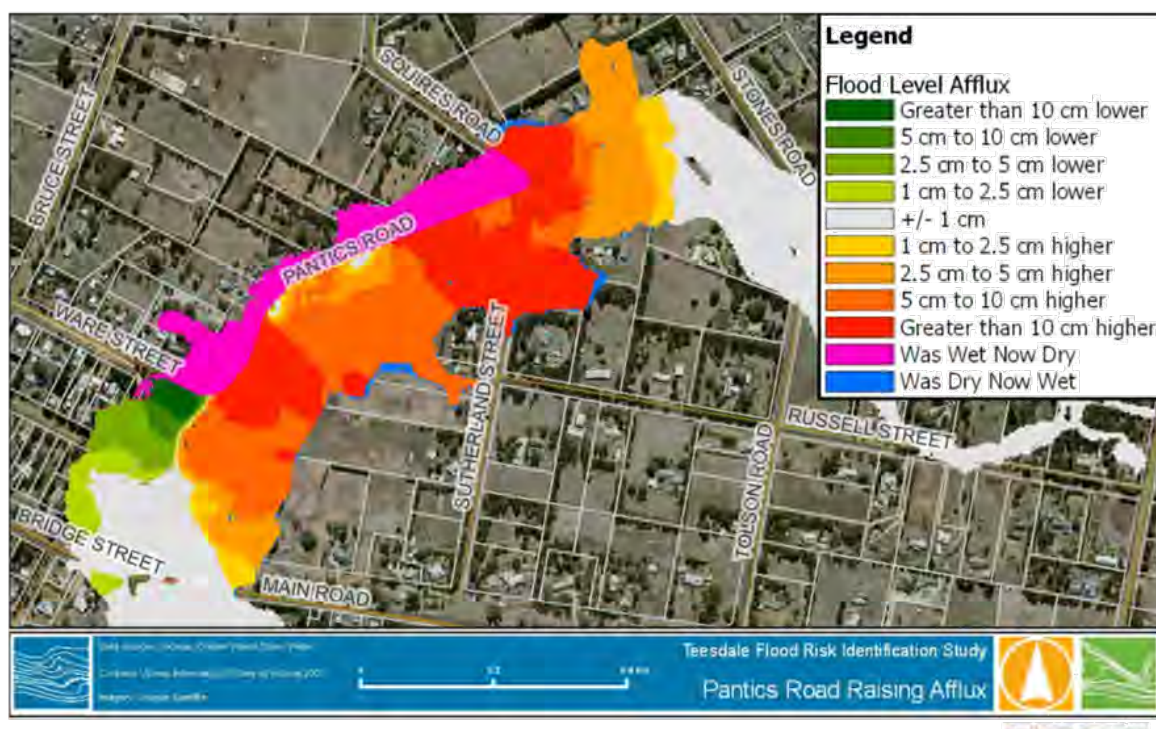 Legend
Flood Level Afflux
Greater than 10 cm lower
5 cm to 10 cm lower
2.5 cm to 5 cm lower
1 cm to 2.5 cm lower
+/- 1 cm
1 cm to 2.5 cm higher
2.5 cm to 5 cm higher
5 cm to 10 cm higher
Greater than 10 cm higher
Was Wet Now Dry
Was Dry Now Wet
BRUCE STREET
SQUIRES ROAD
STONES ROAD
PANTICS ROAD
WARE STREET
SUTHERLAND STREET
RUSSELL STREET
TOLSON ROAD
BRIDGE STREET
MAIN ROAD
Teesdale Flood Risk Identification Study
Pantics Road Raising Afflux